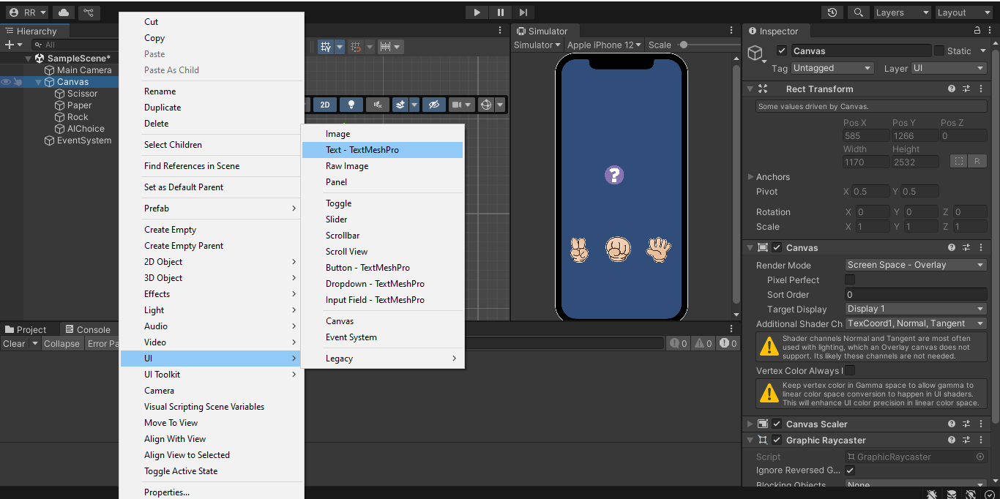 RR
Layers
Layout
Hierarchy
All
SampleScene*
Main Camera
Canvas
Scissor
Paper
Rock
AIChoice
EventSystem
Project
Console
Clear
Collapse
Error Pa
0
0
0
Cut
Copy
Paste
Paste As Child
Rename
Duplicate
Delete
Select Children
Find References in Scene
Set as Default Parent
Prefab
Create Empty
Create Empty Parent
2D Object
3D Object
Effects
Light
Audio
Video
UI
UI Toolkit
Camera
Visual Scripting Scene Variables
Move To View
Align With View
Align View to Selected
Toggle Active State
Properties...
2D
Image
Text - TextMeshPro
Raw Image
Panel
Toggle
Slider
Scrollbar
Scroll View
Button - TextMeshPro
Dropdown - TextMeshPro
Input Field - TextMeshPro
Canvas
Event System
Legacy
Simulator
Simulator Apple iPhone 12 Scale
?
Inspector
Canvas Static
Tag Untagged Layer UI
Rect Transform
Some values driven by Canvas.
Pos X Pos Y Pos Z
585 1266 0
Width Height
1170 2532 R
Anchors
Pivot X 0.5 Y 0.5
Rotation X 0 Y 0 Z 0
Scale X 1 Y 1 Z 1
Canvas
Render Mode Screen Space - Overlay
Pixel Perfect
Sort Order 0
Target Display Display 1
Additional Shader Ch TexCoord1, Normal, Tangent
Shader channels Normal and Tangent are most often
used with lighting, which an Overlay canvas does not
support. Its likely these channels are not needed.
Vertex Color Always I
Keep vertex color in Gamma space to allow gamma to
linear color space conversion to happen in UI shaders.
This will enhance UI color precision in linear color space.
Canvas Scaler
Graphic Raycaster
Script GraphicRaycaster
Ignore Reversed G...
Blocking Objects None